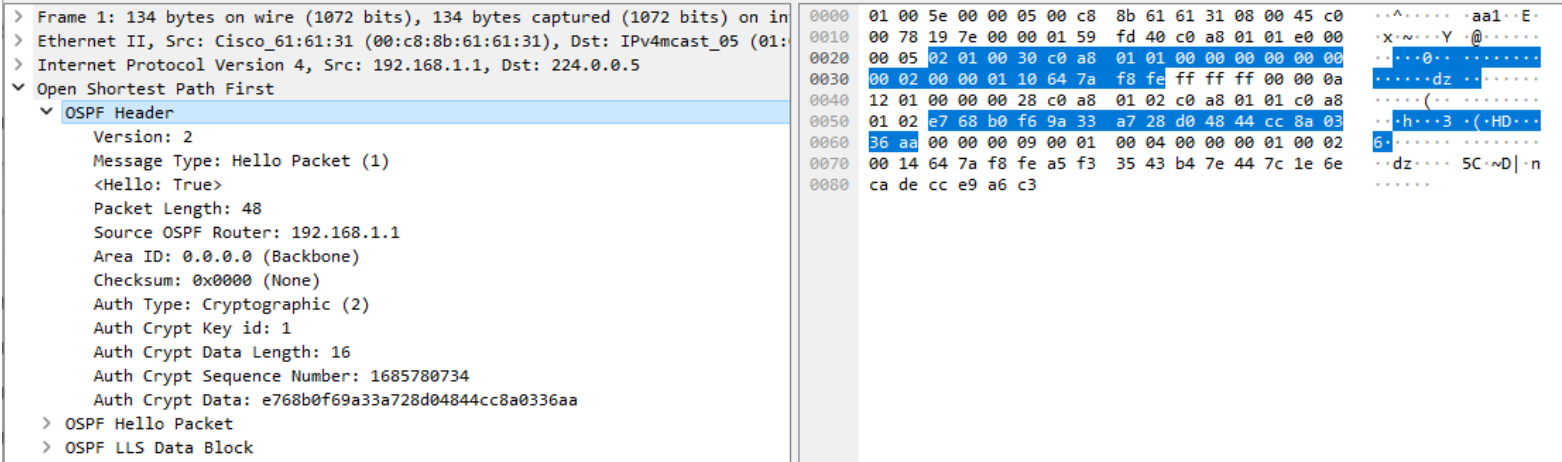 Frame 1: 134 bytes on wire (1072 bits), 134 bytes captured (1072 bits) on in
Ethernet II, Src: Cisco_61:61:31 (00:c8:8b:61:61:31), Dst: IPv4mcast_05 (01:
Internet Protocol Version 4, Src: 192.168.1.1, Dst: 224.0.0.5
Open Shortest Path First
OSPF Header
Version: 2
Message Type: Hello Packet (1)
<Hello: True>
Packet Length: 48
Source OSPF Router: 192.168.1.1
Area ID: 0.0.0.0 (Backbone)
Checksum: 0x0000 (None)
Auth Type: Cryptographic (2)
Auth Crypt Key id: 1
Auth Crypt Data Length: 16
Auth Crypt Sequence Number: 1685780734
Auth Crypt Data: e768b0f69a33a728d04844cc8a0336aa
OSPF Hello Packet
OSPF LLS Data Block
0000 01 00 5e 00 00 05 00 c8 8b 61 61 31 08 00 45 c0 ··^····· ·aa1··E·
0010 00 78 19 7e 00 00 01 59 fd 40 c0 a8 01 01 e0 00 ·x·~···Y ·@······
0020 00 05 02 01 00 30 c0 a8 01 01 00 00 00 00 00 00 ·····0·· ········
0030 00 02 00 00 01 10 64 7a f8 fe ff ff ff 00 00 0a ······dz ········
0040 12 01 00 00 00 28 c0 a8 01 02 c0 a8 01 01 c0 a8 ·····(·· ········
0050 01 02 e7 68 b0 f6 9a 33 a7 28 d0 48 44 cc 8a 03 ···h···3 ·(·HD···
0060 36 aa 00 00 00 09 00 01 00 04 00 00 00 01 00 02 6······· ········
0070 00 14 64 7a f8 fe a5 f3 35 43 b4 7e 44 7c 1e 6e ··dz···· 5C·~D|·n
0080 ca de cc e9 a6 c3 ······